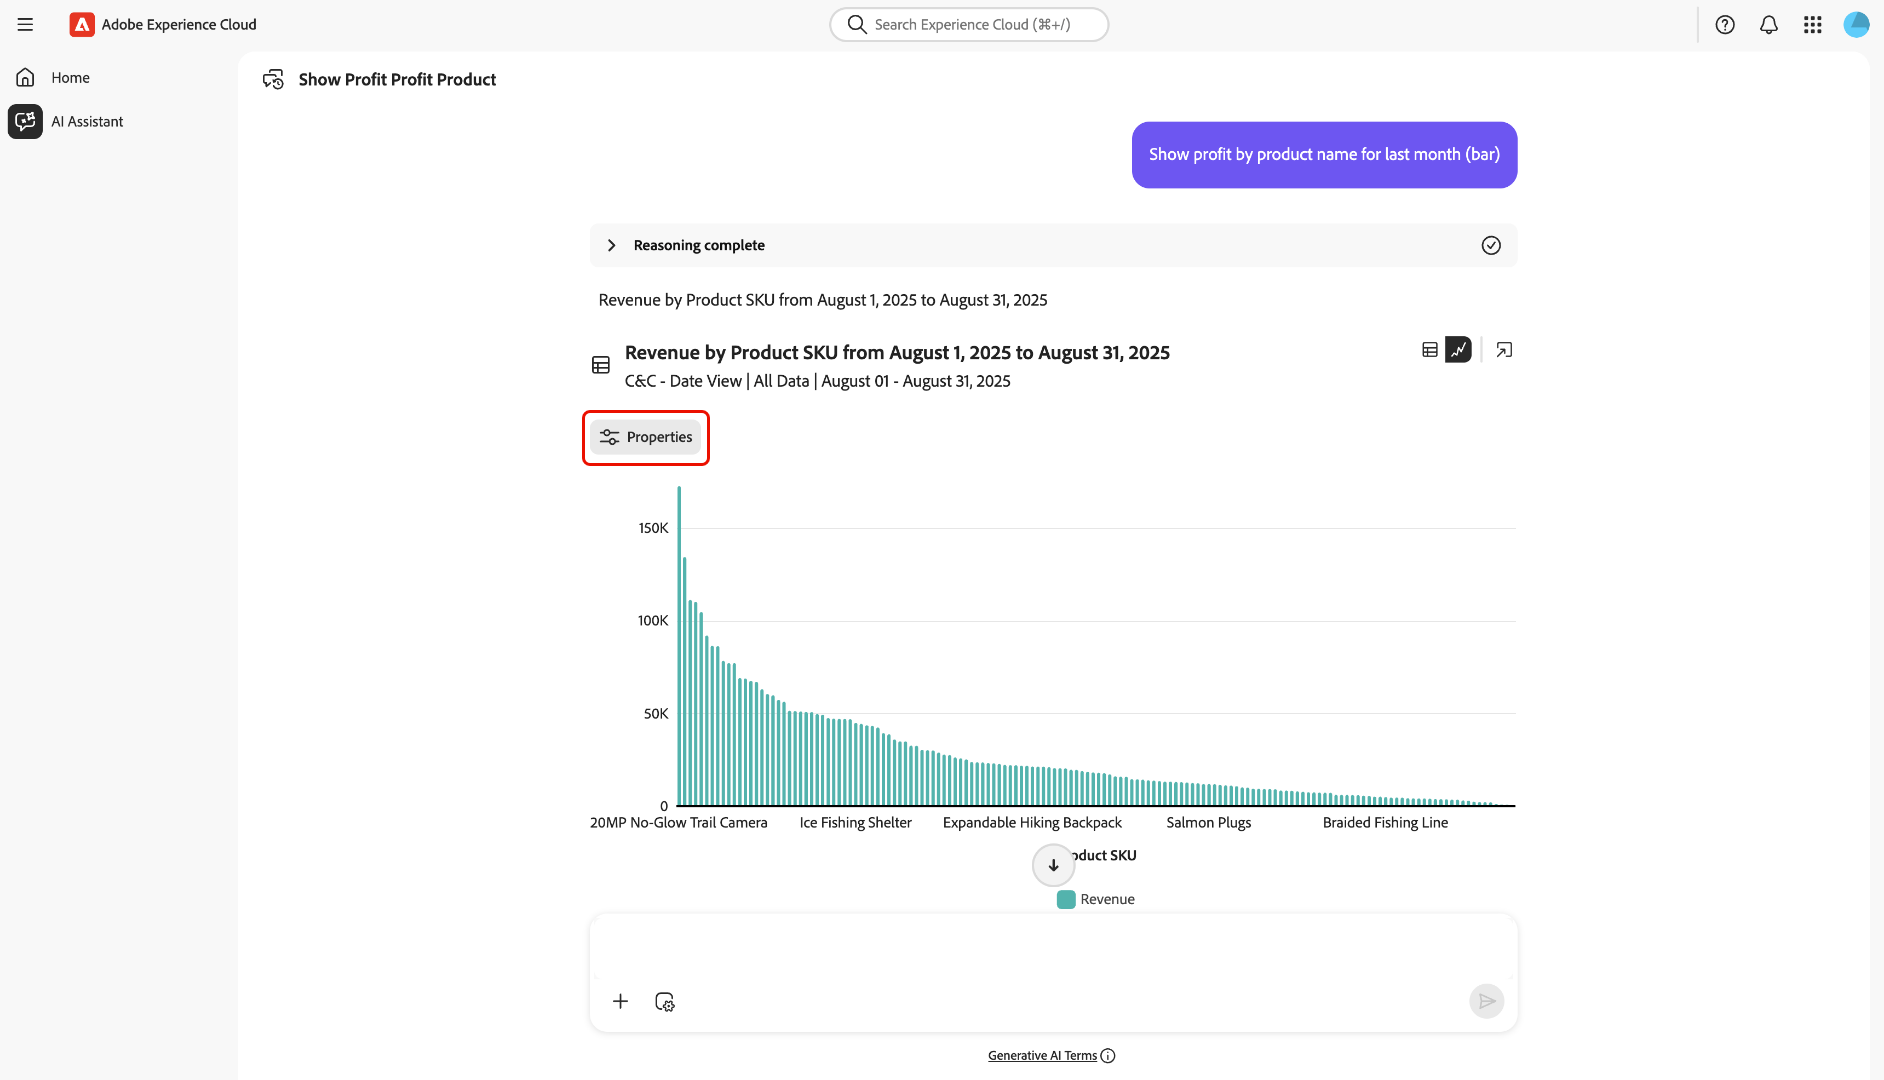 Adobe Experience Cloud
Search Experience Cloud (⌘+/)
Home
AI Assistant
Show Profit Profit Product
Show profit by product name for last month (bar)
Reasoning complete
Revenue by Product SKU from August 1, 2025 to August 31, 2025
Revenue by Product SKU from August 1, 2025 to August 31, 2025
C&C - Date View | All Data | August 01 - August 31, 2025
Properties
150K
100K
50K
0
20MP No-Glow Trail Camera Ice Fishing Shelter Expandable Hiking Backpack Salmon Plugs Braided Fishing Line
oduct SKU
Revenue
Generative AI Terms